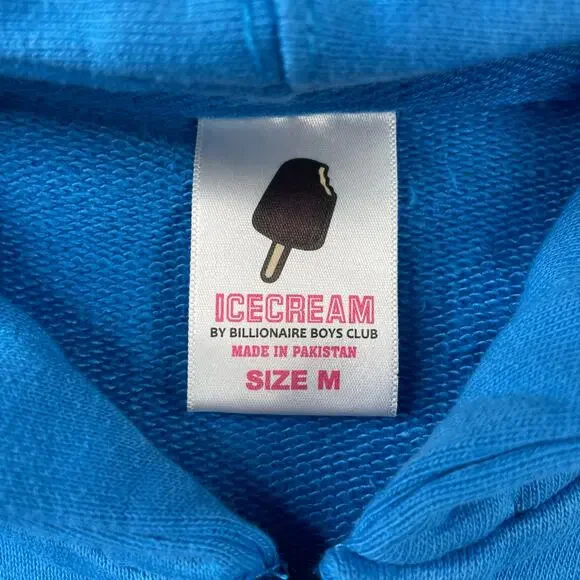 ICECREAM
BY BILLIONAIRE BOYS CLUB
MADE IN PAKISTAN
SIZE M